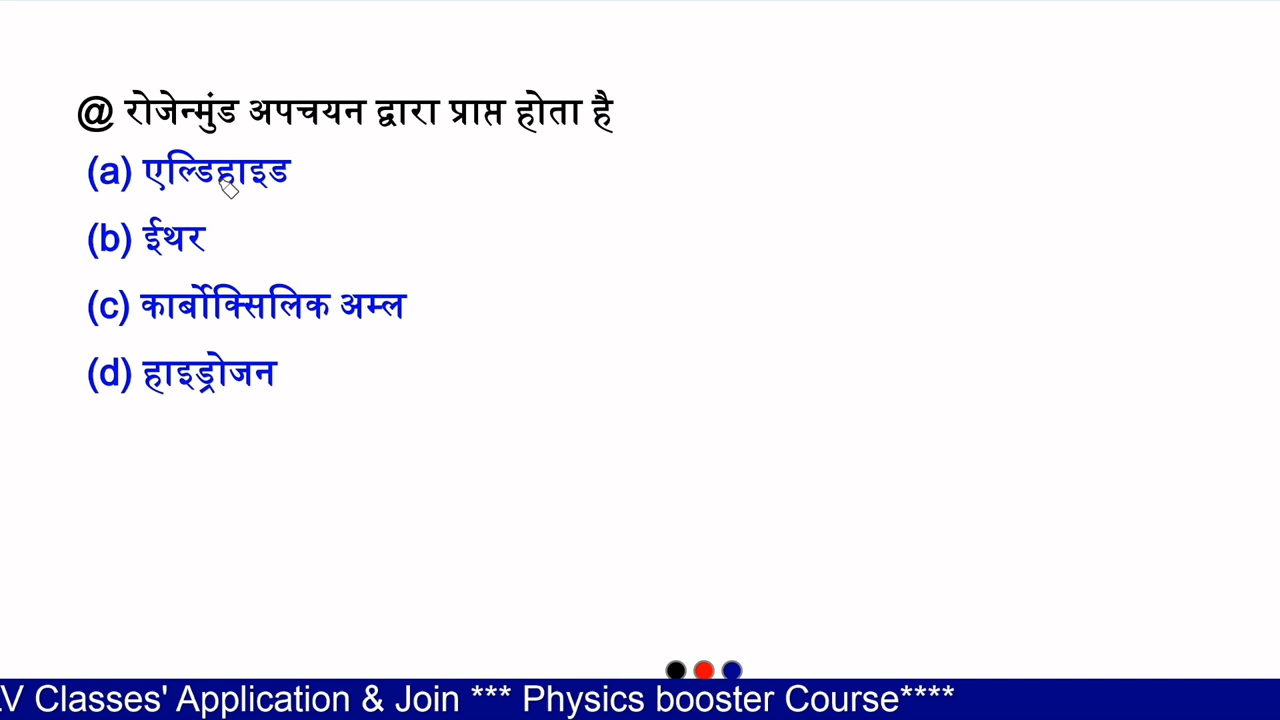 @ रोजेन्मुंड अपचयन द्वारा प्राप्त होता है
(a) एल्डिहाइड
(b) ईथर
(c) कार्बोक्सिलिक अम्ल
(d) हाइड्रोजन
Classes' Application & Join *** Physics booster Course****